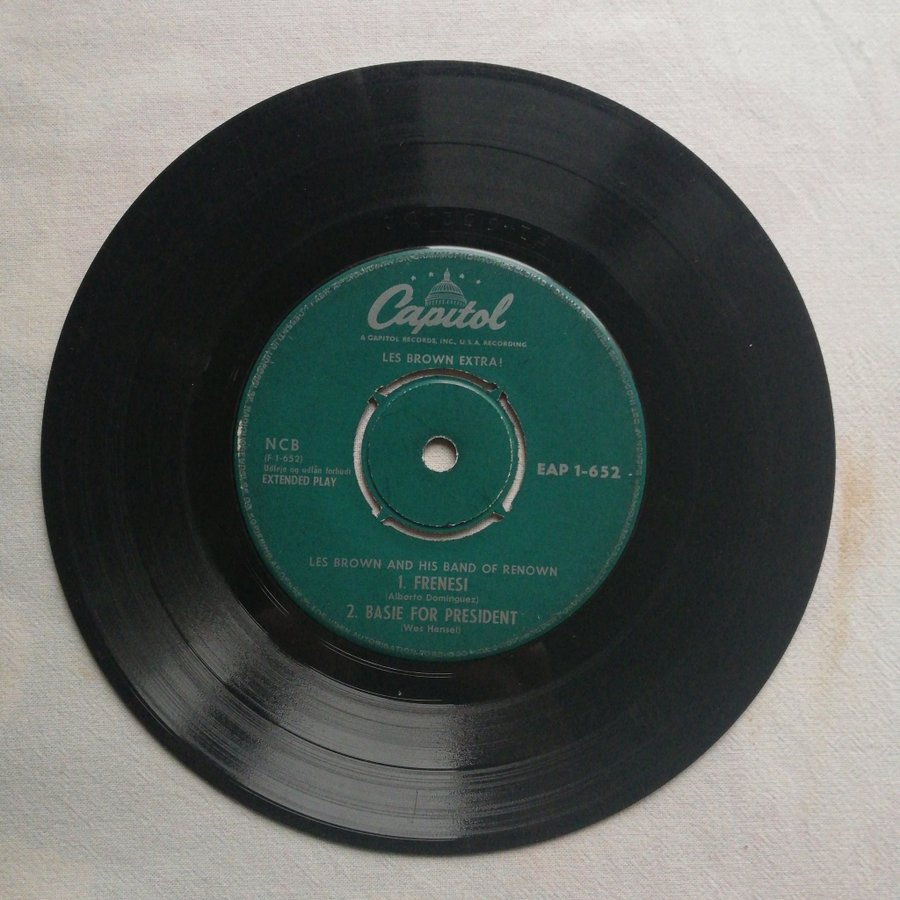 Capitol
A CAPITOL RECORDS, INC., U.S.A. RECORDING
LES BROWN EXTRA!
NCB
(F 1-652)
Udleje og udlån forbudt
EXTENDED PLAY
EAP 1-652
LES BROWN AND HIS BAND OF RENOWN
1. FRENESI
(Alberto Dominguez)
2. BASIE FOR PRESIDENT
(Wes Hensel)